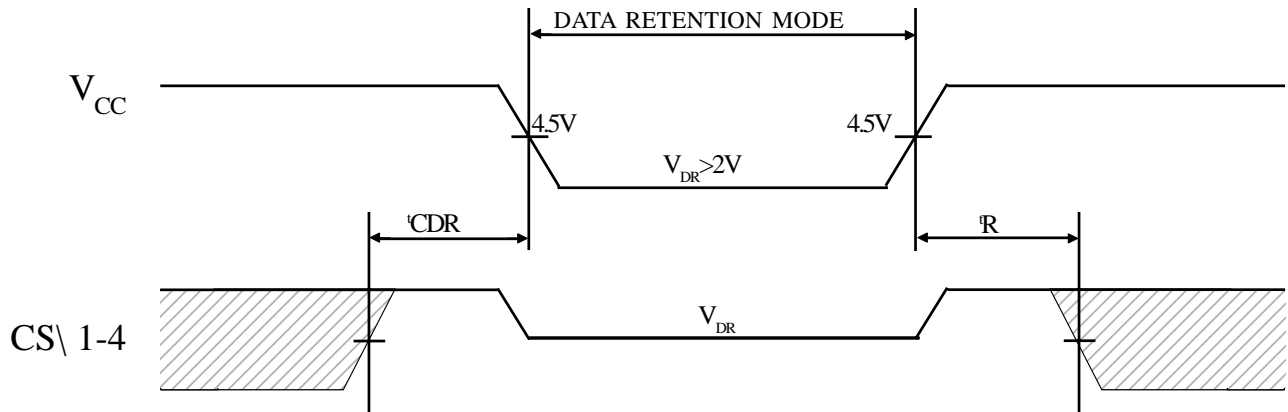 DATA RETENTION MODE
VCC
4.5V
4.5V
VDR>2V
tCDR
tR
CS\ 1-4
VDR